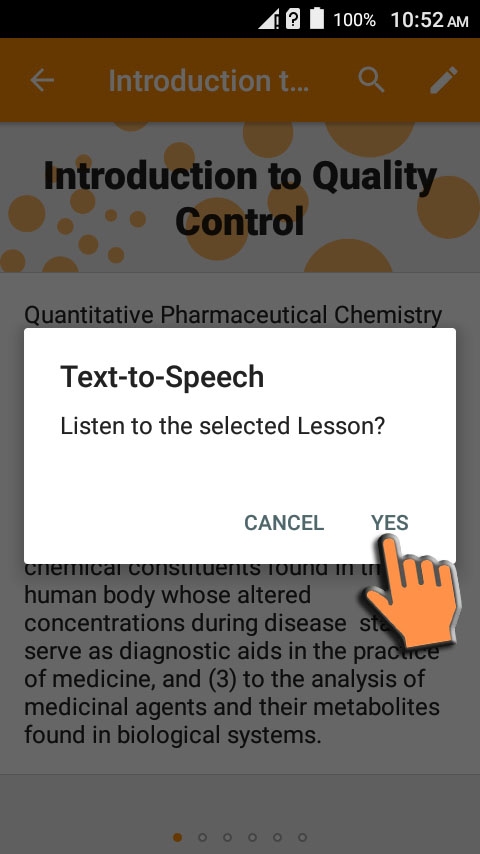 100% 10:52 AM
Introduction t...
Introduction to Quality
Control
Quantitative Pharmaceutical Chemistry
Text-to-Speech
Listen to the selected Lesson?
CANCEL YES
chemical constituents found in th
human body whose altered
concentrations during disease sta
serve as diagnostic aids in the practice
of medicine, and (3) to the analysis of
medicinal agents and their metabolites
found in biological systems.